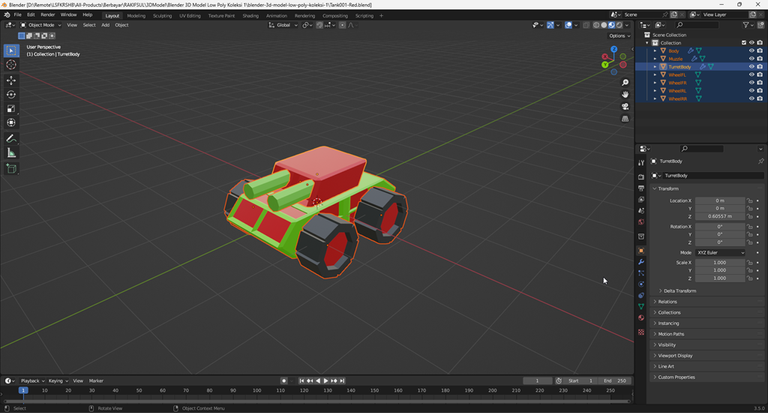 Blender [D:\Remote\LSFKRSHB\All-Products\Berbayar\RAKIFSUL\3DModel\Blender 3D Model Low Poly Koleksi 1\blender-3d-model-low-poly-koleksi-1\Tank001-Red.blend]
File Edit Render Window Help Layout Modeling Sculpting UV Editing Texture Paint Shading Animation Rendering Compositing Geometry Nodes Scripting Scene View Layer
Object Mode View Select Add Object Global
Options
User Perspective
(1) Collection | TurretBody
X
Y
Z
Scene Collection
Collection
Body
Muzzle
TurretBody
WheelFL
WheelFR
WheelRL
WheelRR
TurretBody
TurretBody
Transform
Location X 0 m
Y 0 m
Z 0.60557 m
Rotation X 0°
Y 0°
Z 0°
Mode XYZ Euler
Scale X 1.000
Y 1.000
Z 1.000
Delta Transform
Relations
Collections
Instancing
Motion Paths
Visibility
Viewport Display
Line Art
Custom Properties
Playback Keying View Marker 1 Start 1 End 250
1 10 20 30 40 50 60 70 80 90 100 110 120 130 140 150 160 170 180 190 200 210 220 230 240 250
Select Rotate View Object Context Menu 3.5.0